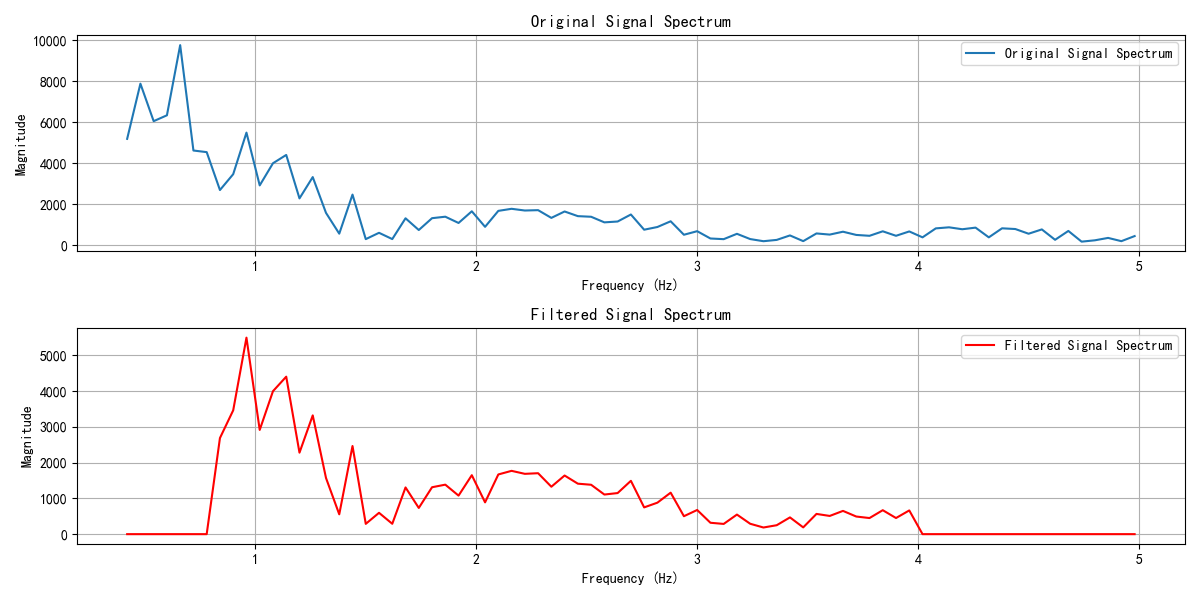 Original Signal Spectrum
Original Signal Spectrum
Magnitude
10000
8000
6000
4000
2000
0
1 2 3 4 5
Frequency (Hz)
Filtered Signal Spectrum
Filtered Signal Spectrum
Magnitude
5000
4000
3000
2000
1000
0
1 2 3 4 5
Frequency (Hz)